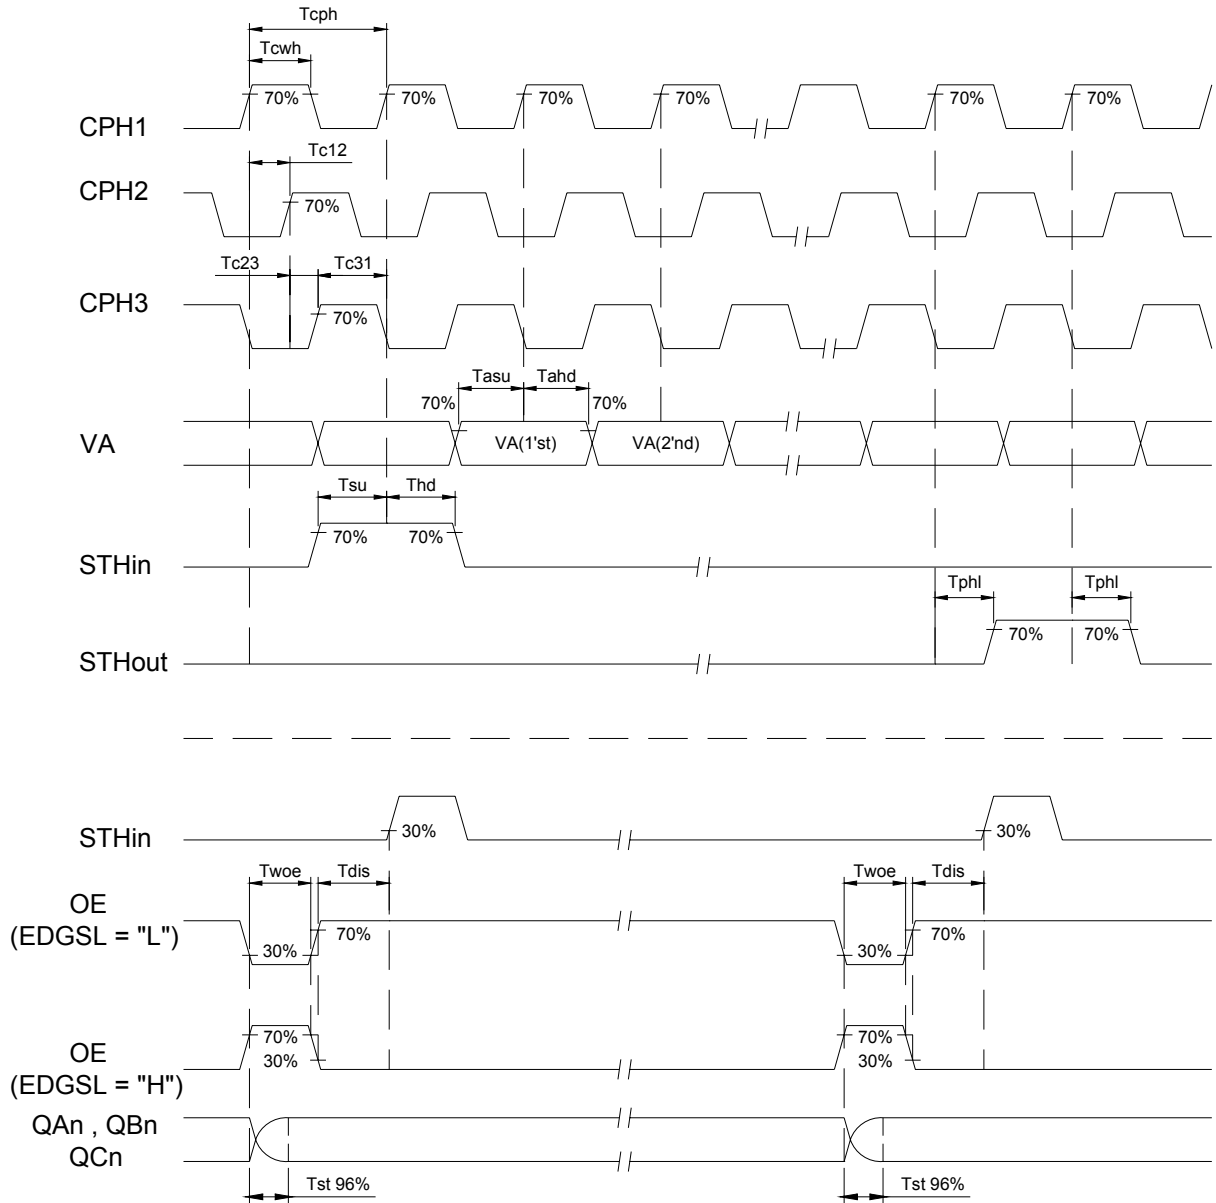 Tcph
Tcwh
CPH1 70% 70% 70% 70% 70% 70%
Tc12
CPH2 70%
Tc23 Tc31
CPH3 70%
Tasu Tahd
70% 70%
VA VA(1'st) VA(2'nd)
Tsu Thd
70% 70%
STHin
Tphl Tphl
STHout 70% 70%
STHin 30% 30%
Twoe Tdis Twoe Tdis
OE
(EDGSL = "L") 70% 70%
30% 30%
OE 70% 70%
30% 30%
(EDGSL = "H")
QAn , QBn
QCn
Tst 96% Tst 96%